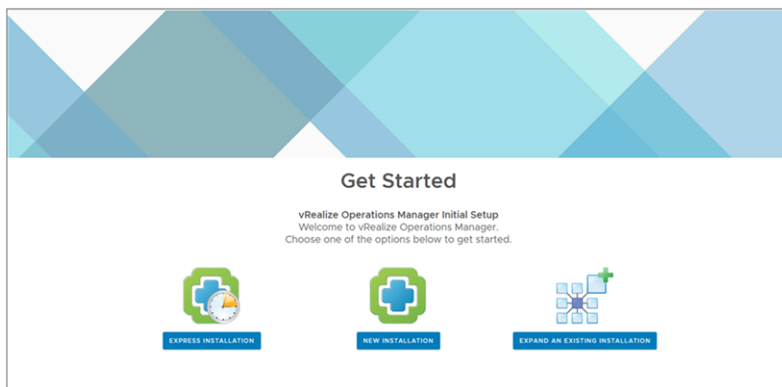 Get Started
vRealize Operations Manager Initial Setup
Welcome to vRealize Operations Manager.
Choose one of the options below to get started.
EXPRESS INSTALLATION
NEW INSTALLATION
EXPAND AN EXISTING INSTALLATION